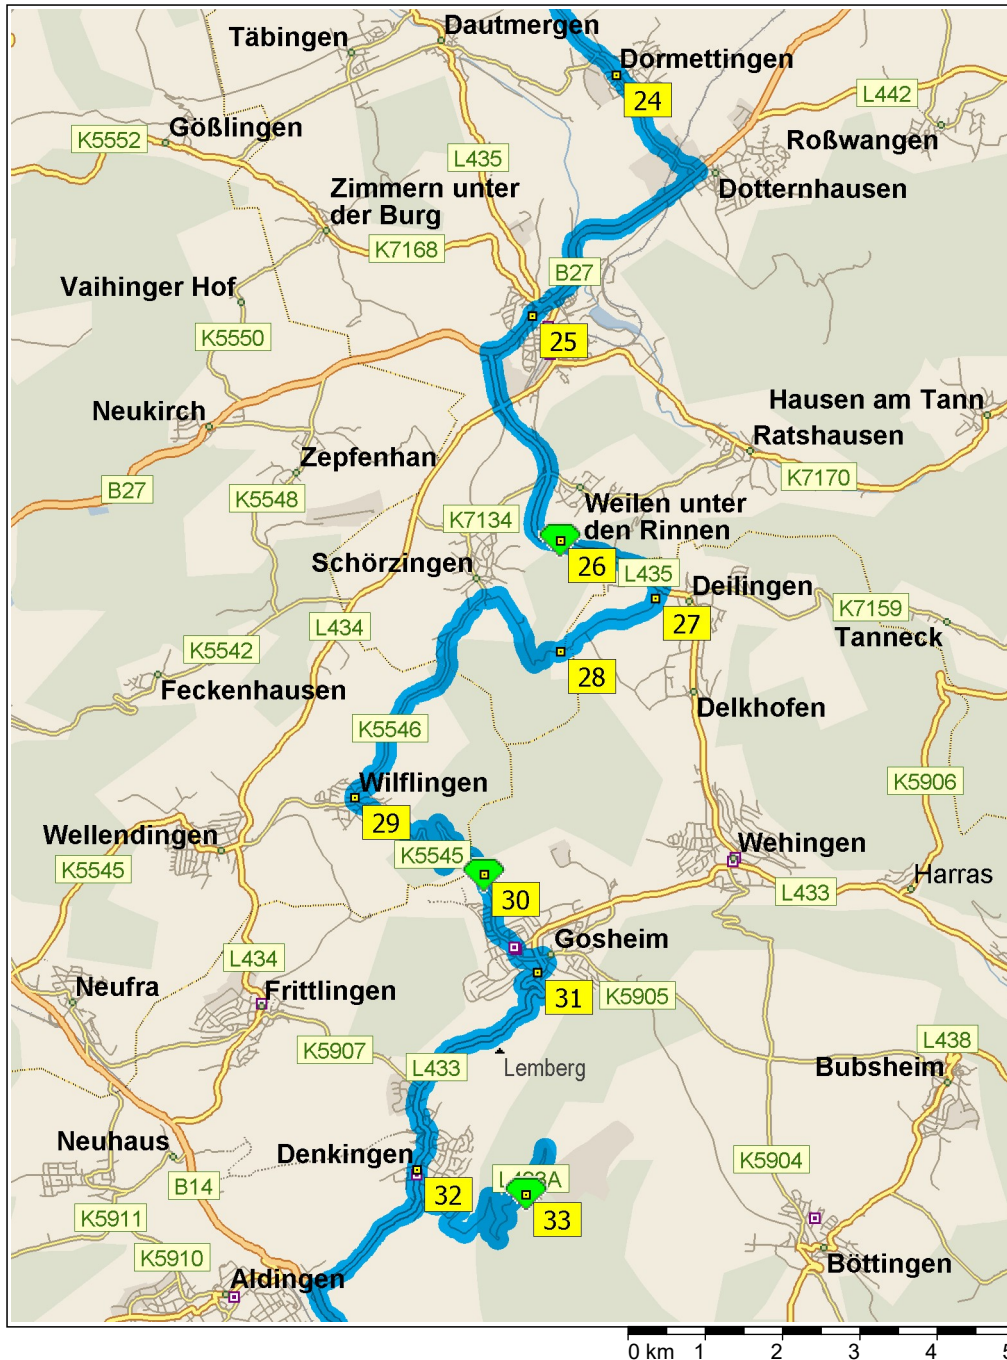 Täbingen
Dautmergen
Dormettingen
24
L442
K5552
Gößlingen
Roßwangen
L435
Zimmern unter
der Burg
Dotternhausen
K7168
B27
Vaihinger Hof
K5550
25
Neukirch
Hausen am Tann
Ratshausen
Zepfenhan
K7170
B27
K5548
Weilen unter
den Rinnen
K7134
Schörzingen
26
L435
Deilingen
K7159
27
Tanneck
L434
K5542
28
Feckenhausen
Delkhofen
K5546
Wilflingen
K5906
29
Wellendingen
Wehingen
K5545
K5545
Harras
L433
30
Gosheim
L434
Neufra
Frittlingen
31
K5905
K5907
L438
L433
Lemberg
Bubsheim
Neuhaus
Denkingen
K5904
B14
32
33
K5911
K5910
Böttingen
Aldingen
0 km 1 2 3 4